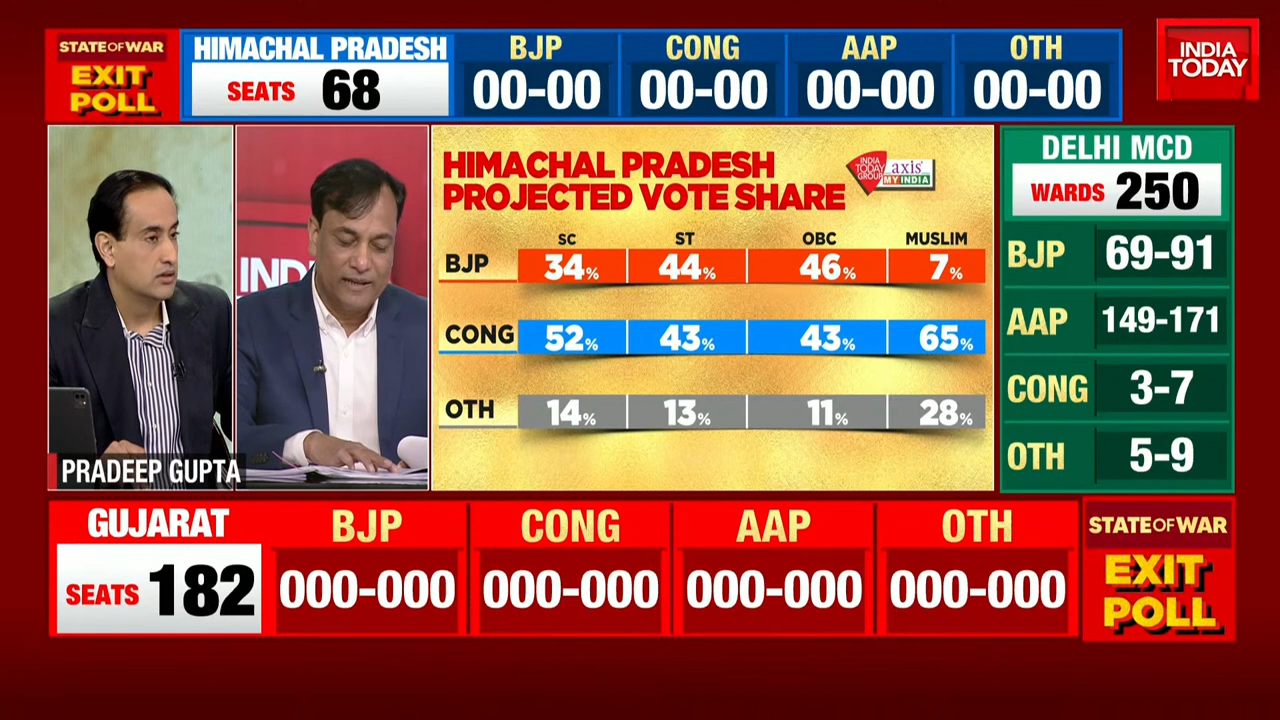 STATE OF WAR
EXIT
POLL
HIMACHAL PRADESH
SEATS 68
BJP
00-00
CONG
00-00
AAP
00-00
OTH
00-00
INDIA
TODAY
HIMACHAL PRADESH
PROJECTED VOTE SHARE
INDIA
TODAY
GROUP
axis
MY INDIA
SC ST OBC MUSLIM
BJP 34% 44% 46% 7%
CONG 52% 43% 43% 65%
OTH 14% 13% 11% 28%
INDI
PRADEEP GUPTA
DELHI MCD
WARDS 250
BJP 69-91
AAP 149-171
CONG 3-7
OTH 5-9
GUJARAT
SEATS 182
BJP
000-000
CONG
000-000
AAP
000-000
OTH
000-000
STATE OF WAR
EXIT
POLL